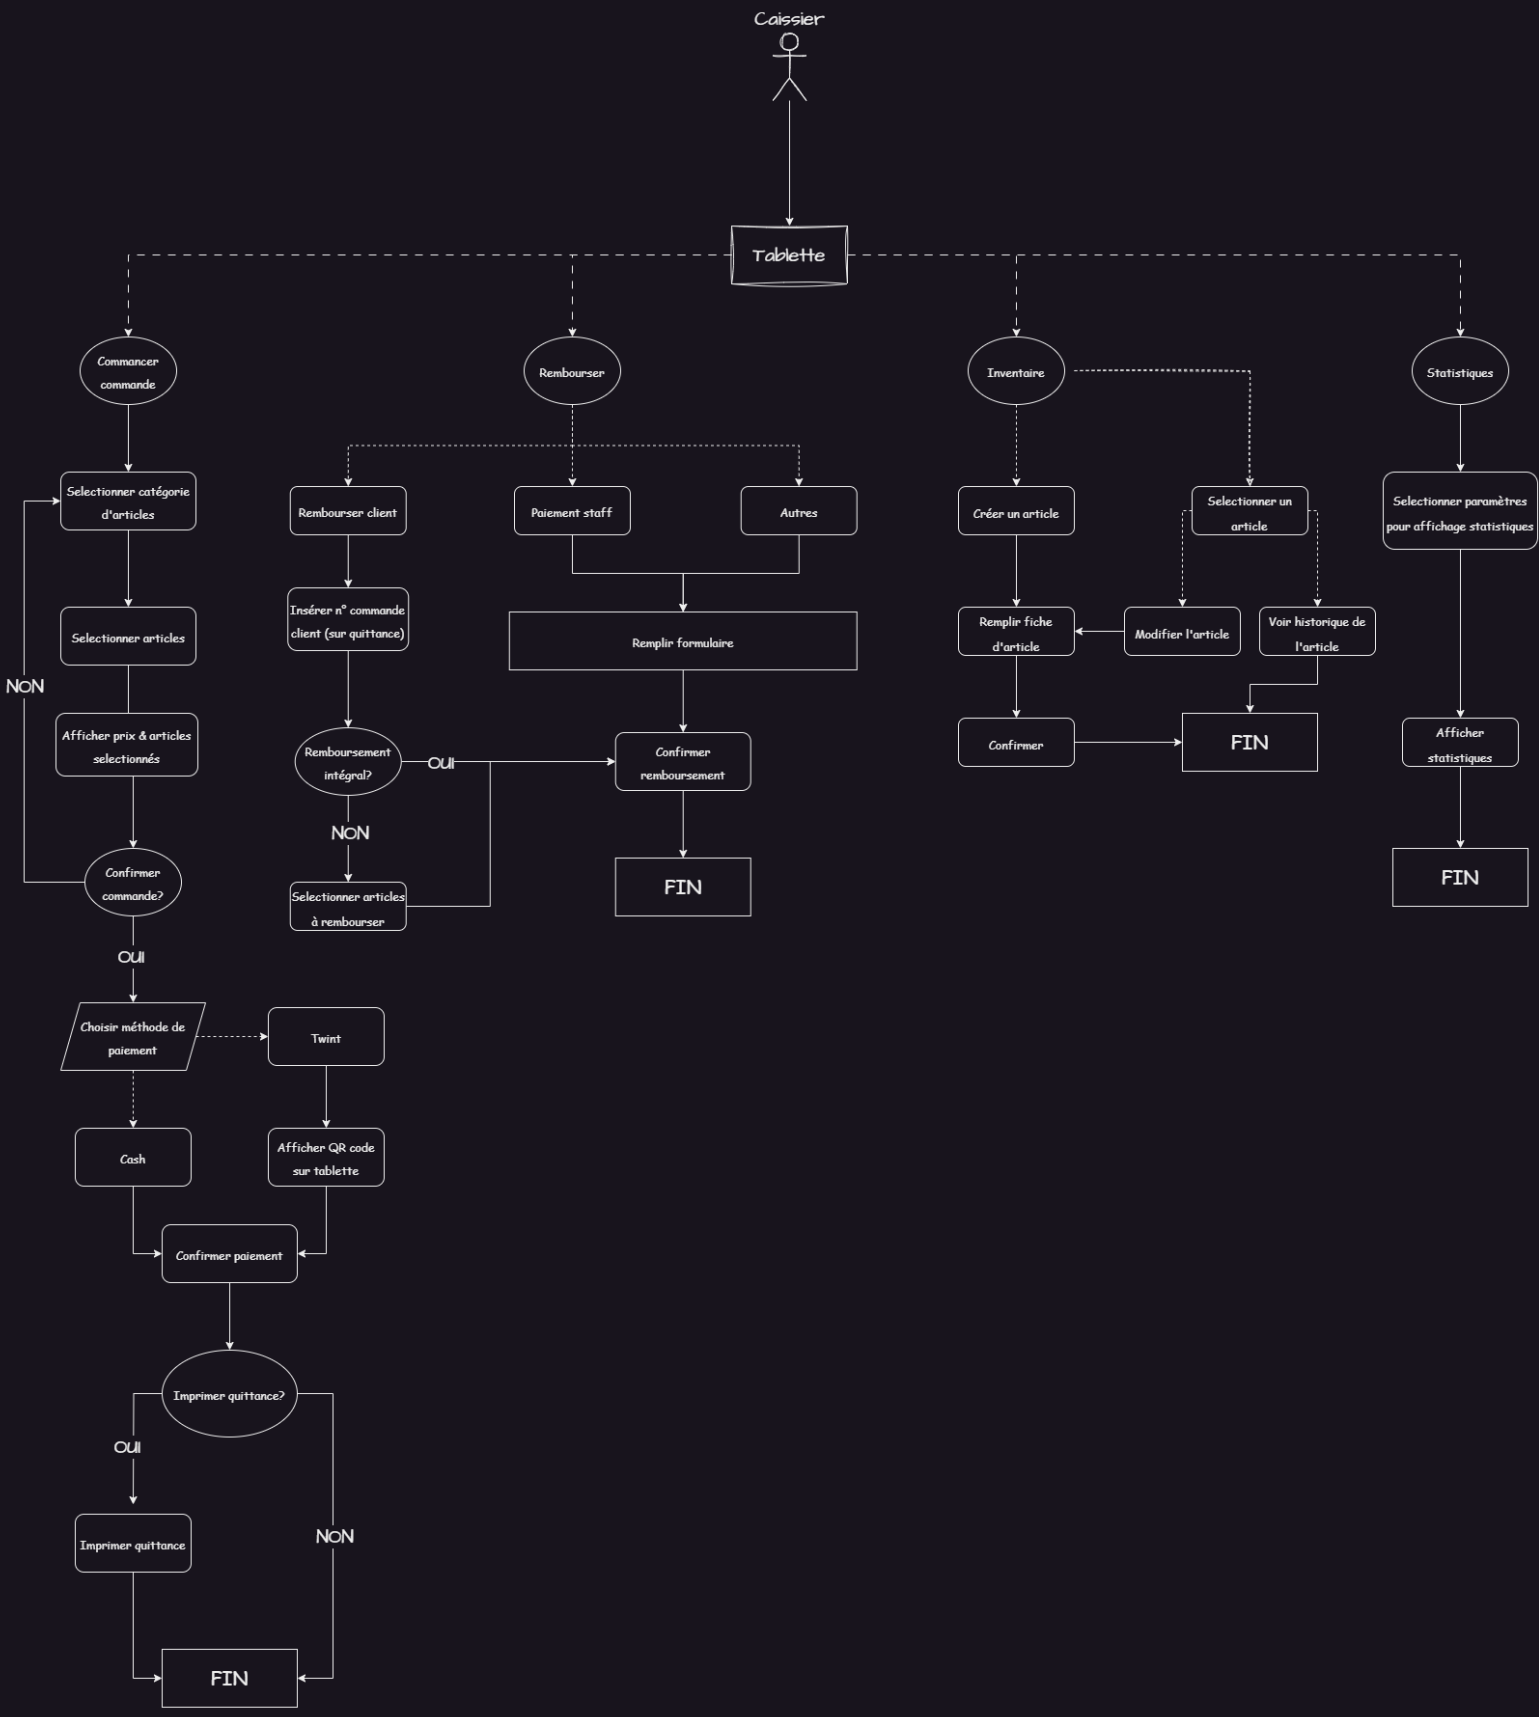 Caissier
Tablette
Commancer
commande
Rembourser
Inventaire
Statistiques
Selectionner catégorie
d'articles
Rembourser client
Paiement staff
Autres
Créer un article
Selectionner un
article
Selectionner paramètres
pour affichage statistiques
Insérer n° commande
client (sur quittance)
Selectionner articles
Remplir formulaire
Remplir fiche
d'article
Modifier l'article
Voir historique de
l'article
NON
Afficher prix & articles
selectionnés
Remboursement
intégral?
OUI
Confirmer
remboursement
Confirmer
FIN
Afficher
statistiques
NON
Confirmer
commande?
Selectionner articles
à rembourser
FIN
FIN
OUI
Choisir méthode de
paiement
Twint
Cash
Afficher QR code
sur tablette
Confirmer paiement
Imprimer quittance?
OUI
NON
Imprimer quittance
FIN